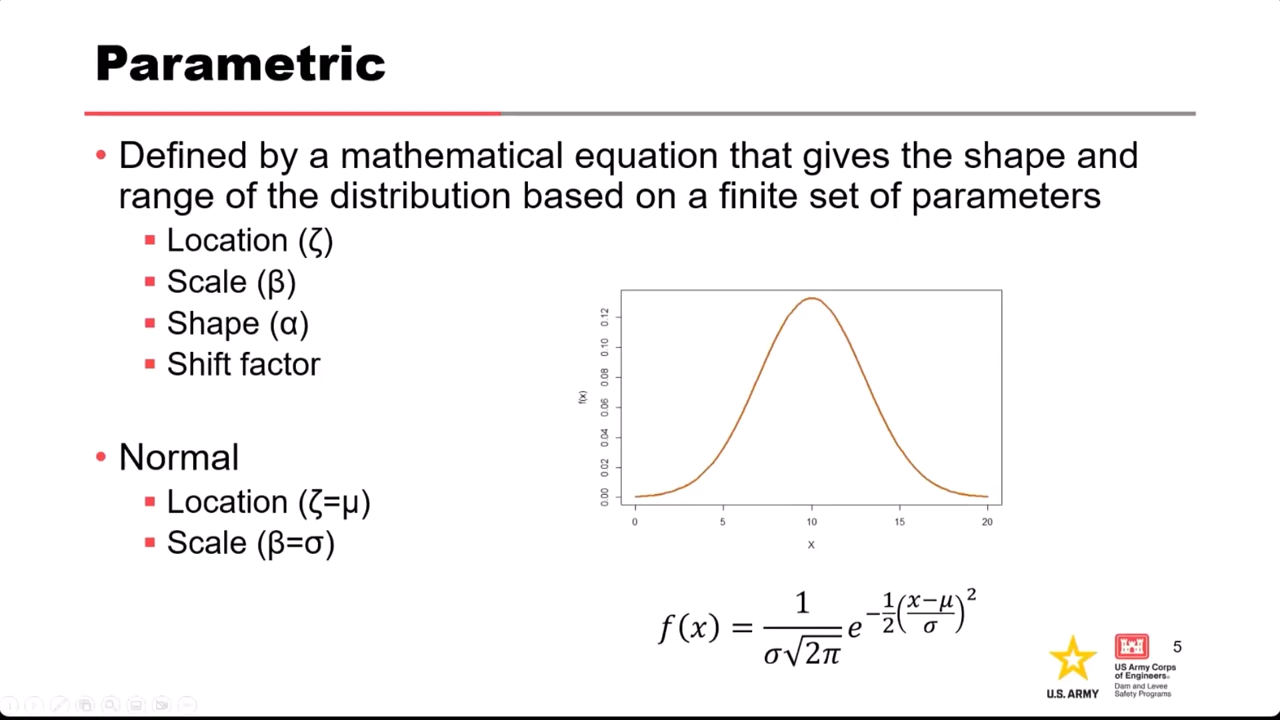 Parametric
• Defined by a mathematical equation that gives the shape and
range of the distribution based on a finite set of parameters
▪ Location (ζ)
▪ Scale (β)
▪ Shape (α)
▪ Shift factor
• Normal
▪ Location (ζ=μ)
▪ Scale (β=σ)
f(x)
0.12
0.10
0.08
0.06
0.04
0.02
0.00
0 5 10 15 20
X
f(x) = 1/(σ√2π) e^(-1/2((x−μ)/σ)^2)
5
U.S. ARMY
US Army Corps
of Engineers®
Dam and Levee
Safety Programs